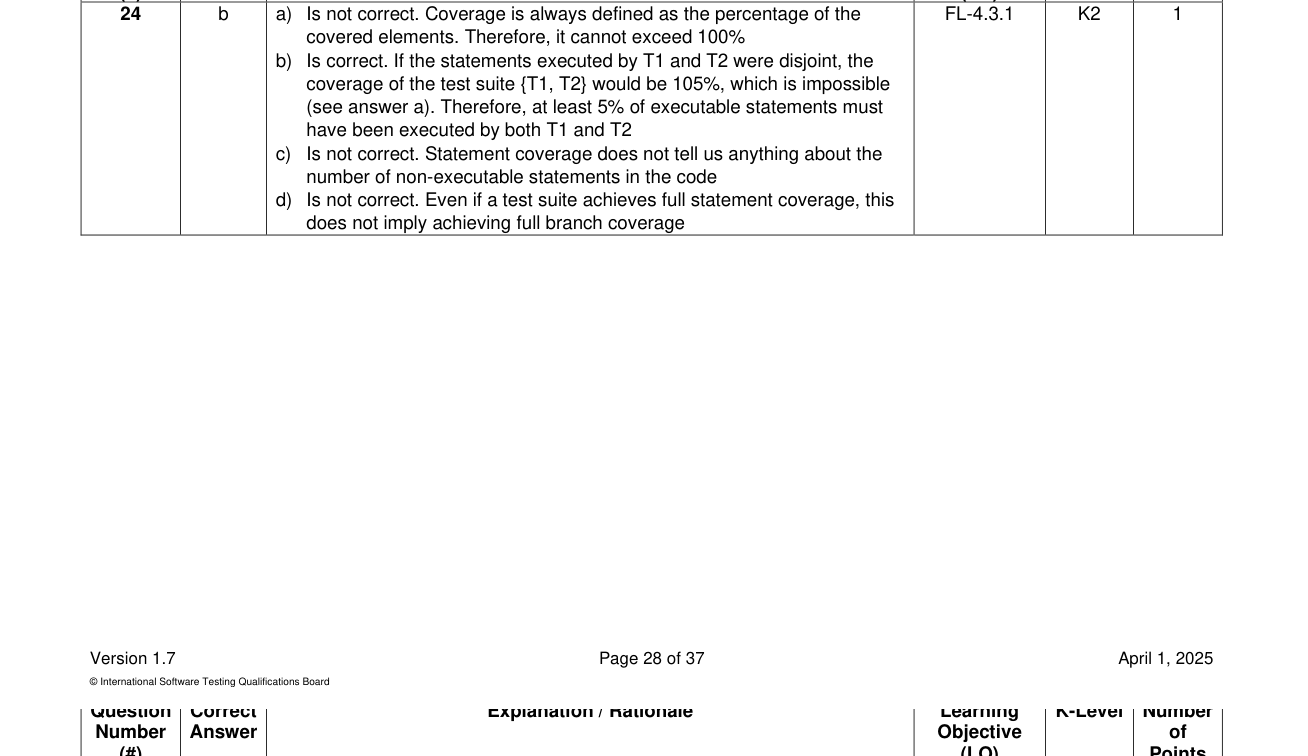 24 b a) Is not correct. Coverage is always defined as the percentage of the FL-4.3.1 K2 1
covered elements. Therefore, it cannot exceed 100%
b) Is correct. If the statements executed by T1 and T2 were disjoint, the
coverage of the test suite {T1, T2} would be 105%, which is impossible
(see answer a). Therefore, at least 5% of executable statements must
have been executed by both T1 and T2
c) Is not correct. Statement coverage does not tell us anything about the
number of non-executable statements in the code
d) Is not correct. Even if a test suite achieves full statement coverage, this
does not imply achieving full branch coverage
Version 1.7 Page 28 of 37 April 1, 2025
© International Software Testing Qualifications Board
Question Correct Explanation / Rationale Learning K-Level Number
Number Answer Objective of
(#) (LO) Points